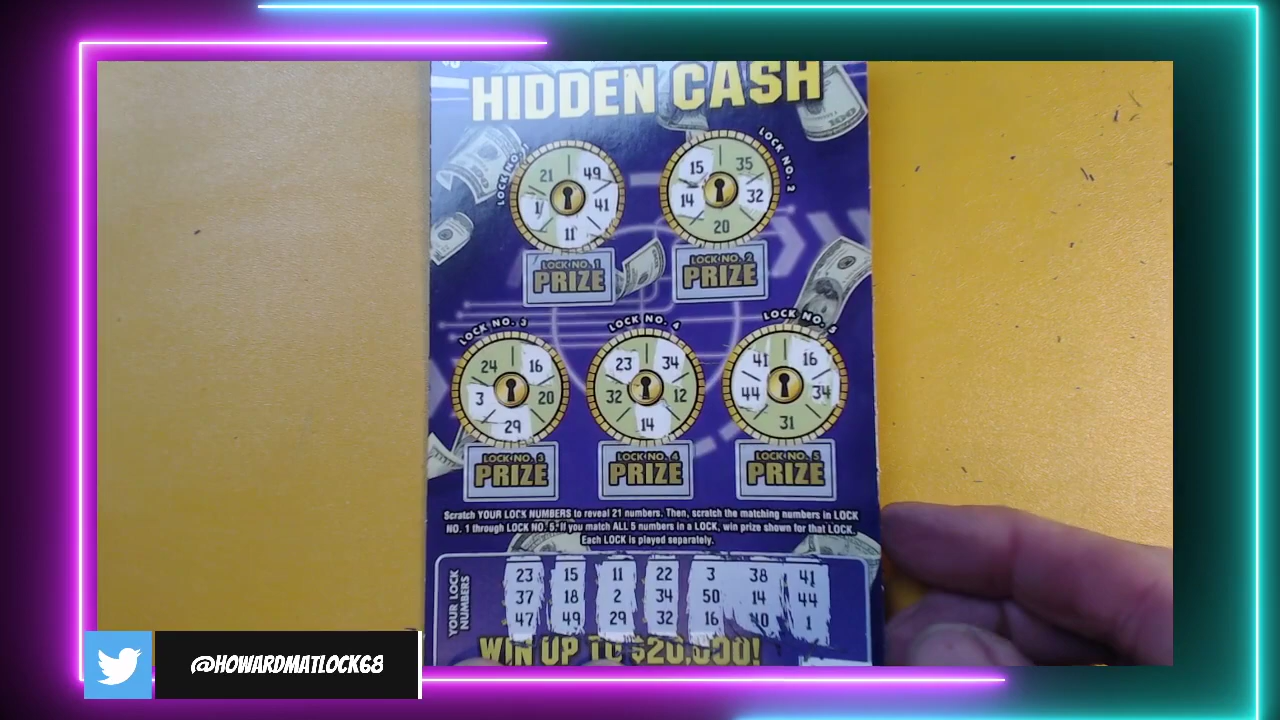 HIDDEN CASH
LOCK NO. 1
21 49
1 41
11
LOCK NO. 1
PRIZE
LOCK NO. 2
15 35
14 32
20
LOCK NO. 2
PRIZE
LOCK NO. 3
24 16
3 20
29
LOCK NO. 3
PRIZE
LOCK NO. 4
23 34
32 12
14
LOCK NO. 4
PRIZE
LOCK NO. 5
41 16
44 34
31
LOCK NO. 5
PRIZE
Scratch YOUR LOCK NUMBERS to reveal 21 numbers. Then, scratch the matching numbers in LOCK
NO. 1 through LOCK NO. 5. If you match ALL 5 numbers in a LOCK, win prize shown for that LOCK.
Each LOCK is played separately.
YOUR LOCK
NUMBERS
23 15 11 22 3 38 41
37 18 2 34 50 14 44
47 49 29 32 16 40 1
WIN UP TO $20,000!
@HOWARDMATLOCK68